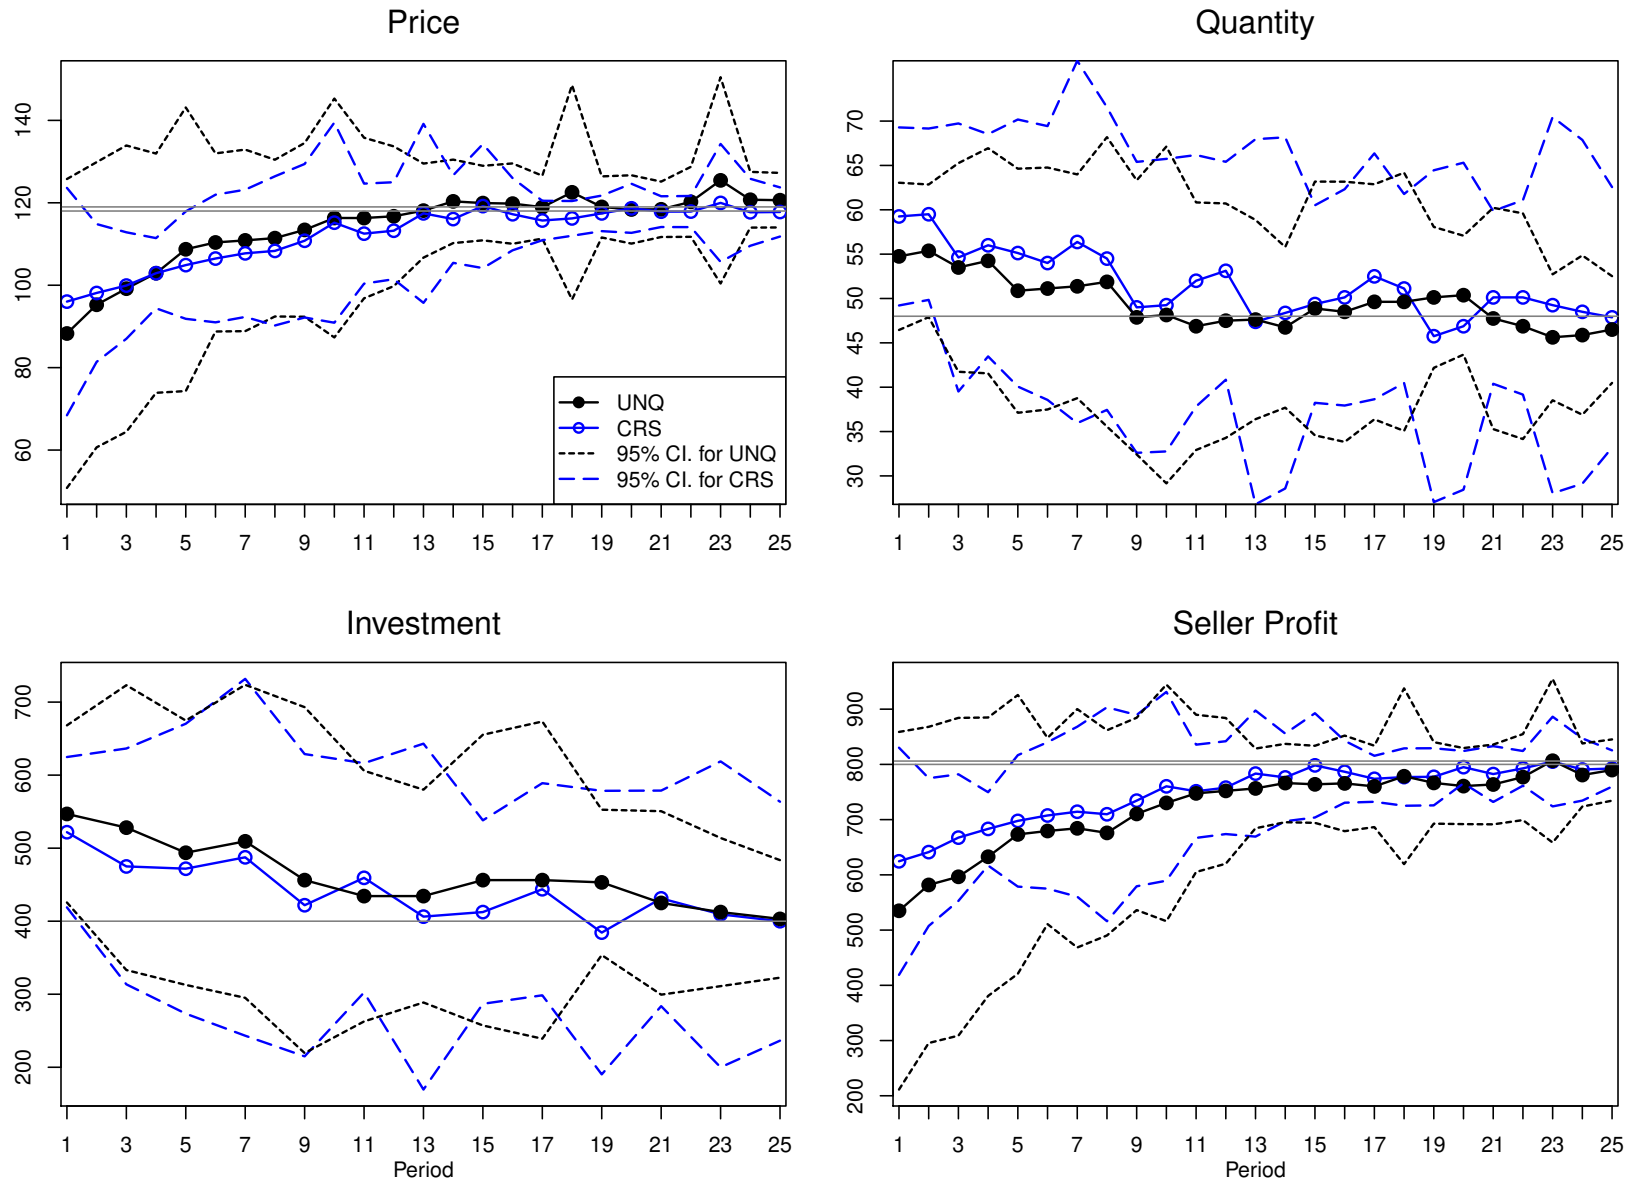 Price
140
120
100
80
60
UNQ
CRS
95% CI. for UNQ
95% CI. for CRS
1 3 5 7 9 11 13 15 17 19 21 23 25
Quantity
70
65
60
55
50
45
40
35
30
1 3 5 7 9 11 13 15 17 19 21 23 25
Investment
700
600
500
400
300
200
1 3 5 7 9 11 13 15 17 19 21 23 25
Period
Seller Profit
900
800
700
600
500
400
300
200
1 3 5 7 9 11 13 15 17 19 21 23 25
Period